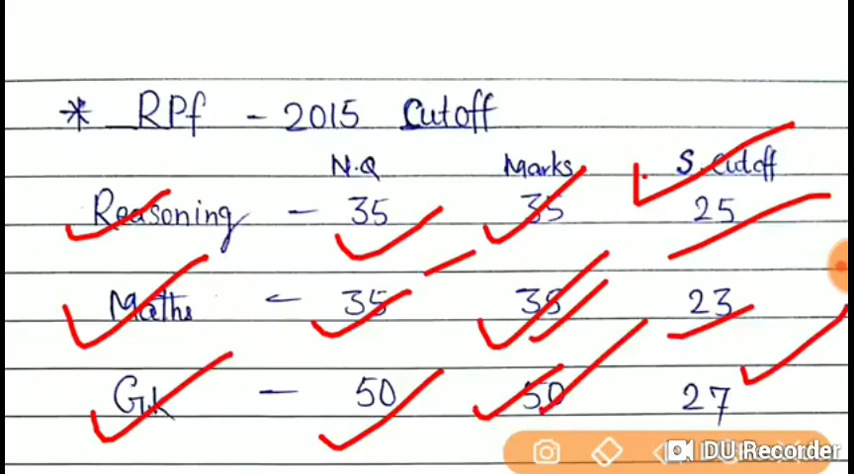 * RPf - 2015 Cutoff
N.Q Marks S. Cutoff
Reasoning - 35 35 25
Maths - 35 35 23
GK - 50 50 27
DU Recorder